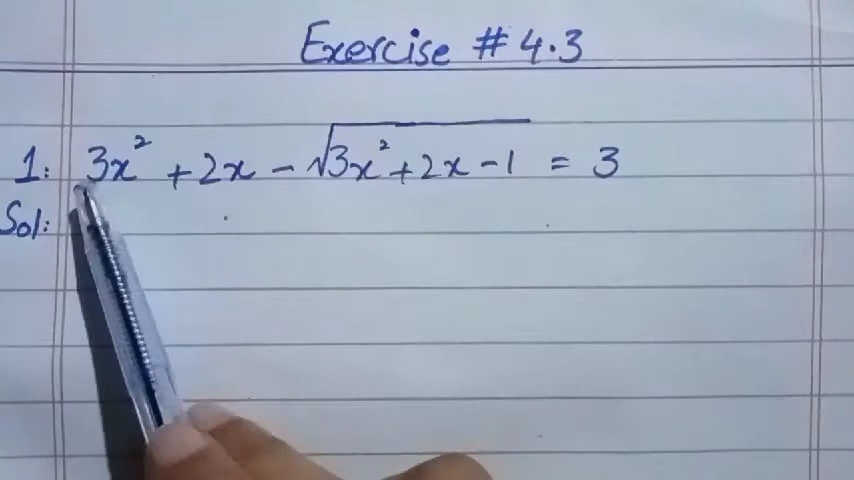 Exercise # 4.3
1: 3x² + 2x - √3x² + 2x - 1 = 3
Sol: